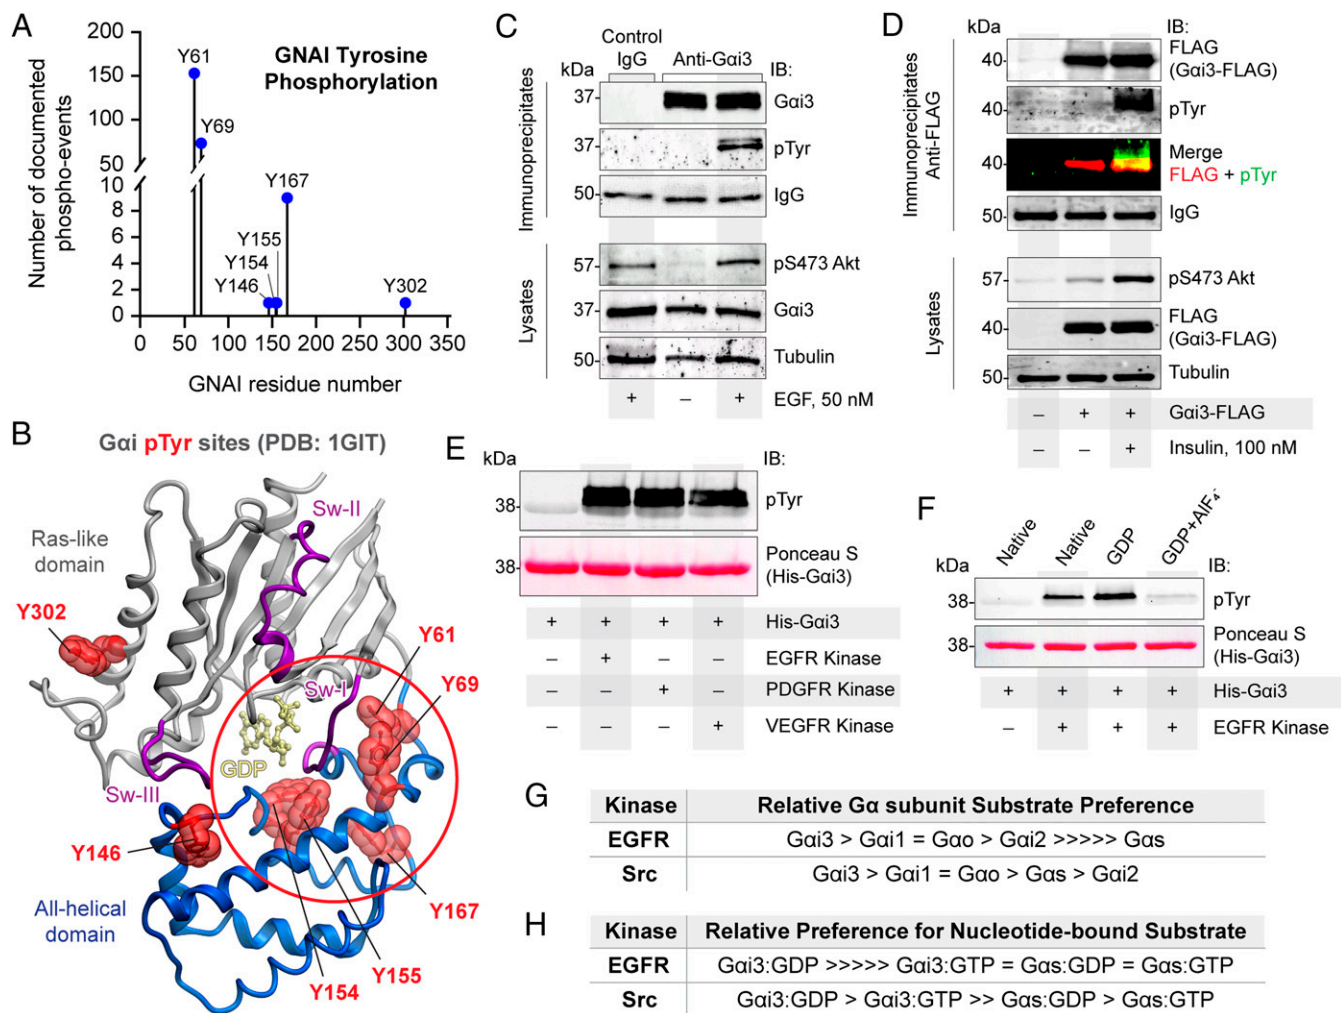 A
GNAI Tyrosine
Phosphorylation
Number of documented
phospho-events
200
150
100
50
10
8
6
4
2
0
Y61
Y69
Y167
Y155
Y154
Y146
Y302
0 50 100 150 200 250 300 350
GNAI residue number
B
Gαi pTyr sites (PDB: 1GIT)
Sw-II
Ras-like
domain
Y302
Y61
Y69
Sw-I
GDP
Sw-III
Y146
Y167
All-helical
domain
Y155
Y154
C
Control
IgG
Anti-Gαi3
kDa
IB:
Immunoprecipitates
37
Gαi3
37
pTyr
50
IgG
Lysates
57
pS473 Akt
37
Gαi3
50
Tubulin
+ – + EGF, 50 nM
D
kDa
IB:
Immunoprecipitates
Anti-FLAG
40
FLAG
(Gαi3-FLAG)
40
pTyr
40
Merge
FLAG + pTyr
50
IgG
Lysates
57
pS473 Akt
40
FLAG
(Gαi3-FLAG)
50
Tubulin
– + + Gαi3-FLAG
– – + Insulin, 100 nM
E
kDa
IB:
38
pTyr
38
Ponceau S
(His-Gαi3)
+ + + + His-Gαi3
– + – – EGFR Kinase
– – + – PDGFR Kinase
– – – + VEGFR Kinase
F
Native
Native
GDP
GDP+AlF₄⁻
kDa
IB:
38
pTyr
38
Ponceau S
(His-Gαi3)
+ + + + His-Gαi3
– + + + EGFR Kinase
G
Kinase Relative Gα subunit Substrate Preference
EGFR Gαi3 > Gαi1 = Gαo > Gαi2 >>>>> Gαs
Src Gαi3 > Gαi1 = Gαo > Gαs > Gαi2
H
Kinase Relative Preference for Nucleotide-bound Substrate
EGFR Gαi3:GDP >>>>> Gαi3:GTP = Gαs:GDP = Gαs:GTP
Src Gαi3:GDP > Gαi3:GTP >> Gαs:GDP > Gαs:GTP